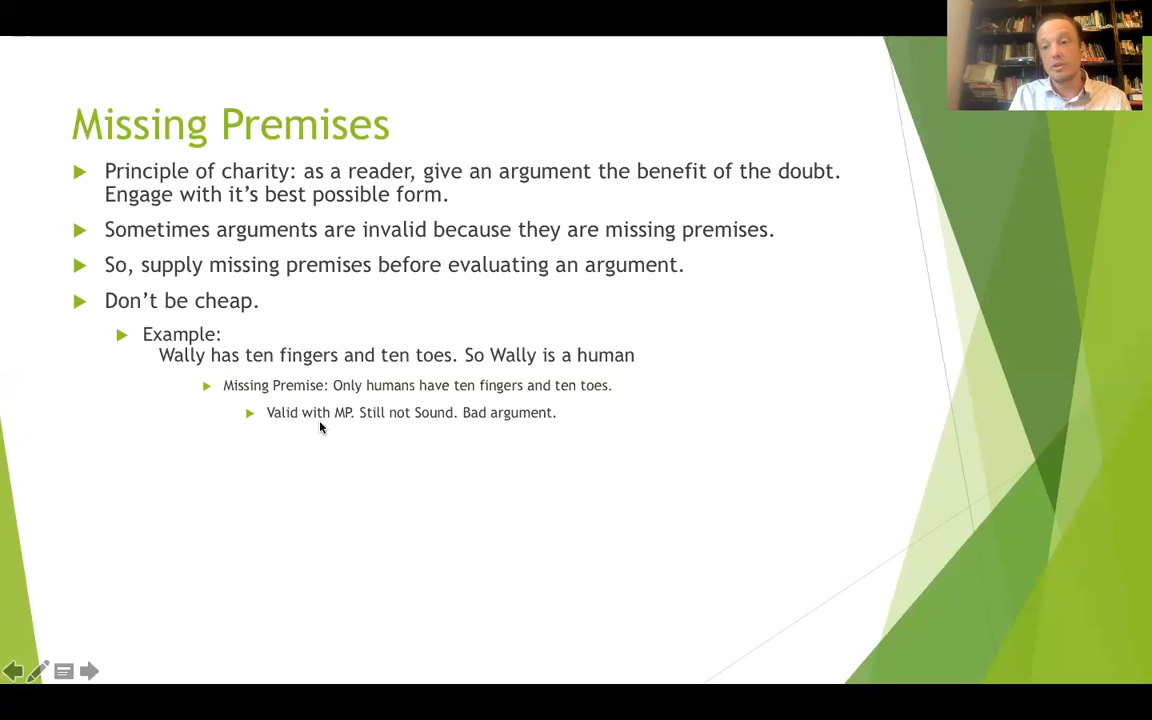 Missing Premises
Principle of charity: as a reader, give an argument the benefit of the doubt.
Engage with it's best possible form.
Sometimes arguments are invalid because they are missing premises.
So, supply missing premises before evaluating an argument.
Don't be cheap.
Example:
Wally has ten fingers and ten toes. So Wally is a human
Missing Premise: Only humans have ten fingers and ten toes.
Valid with MP. Still not Sound. Bad argument.